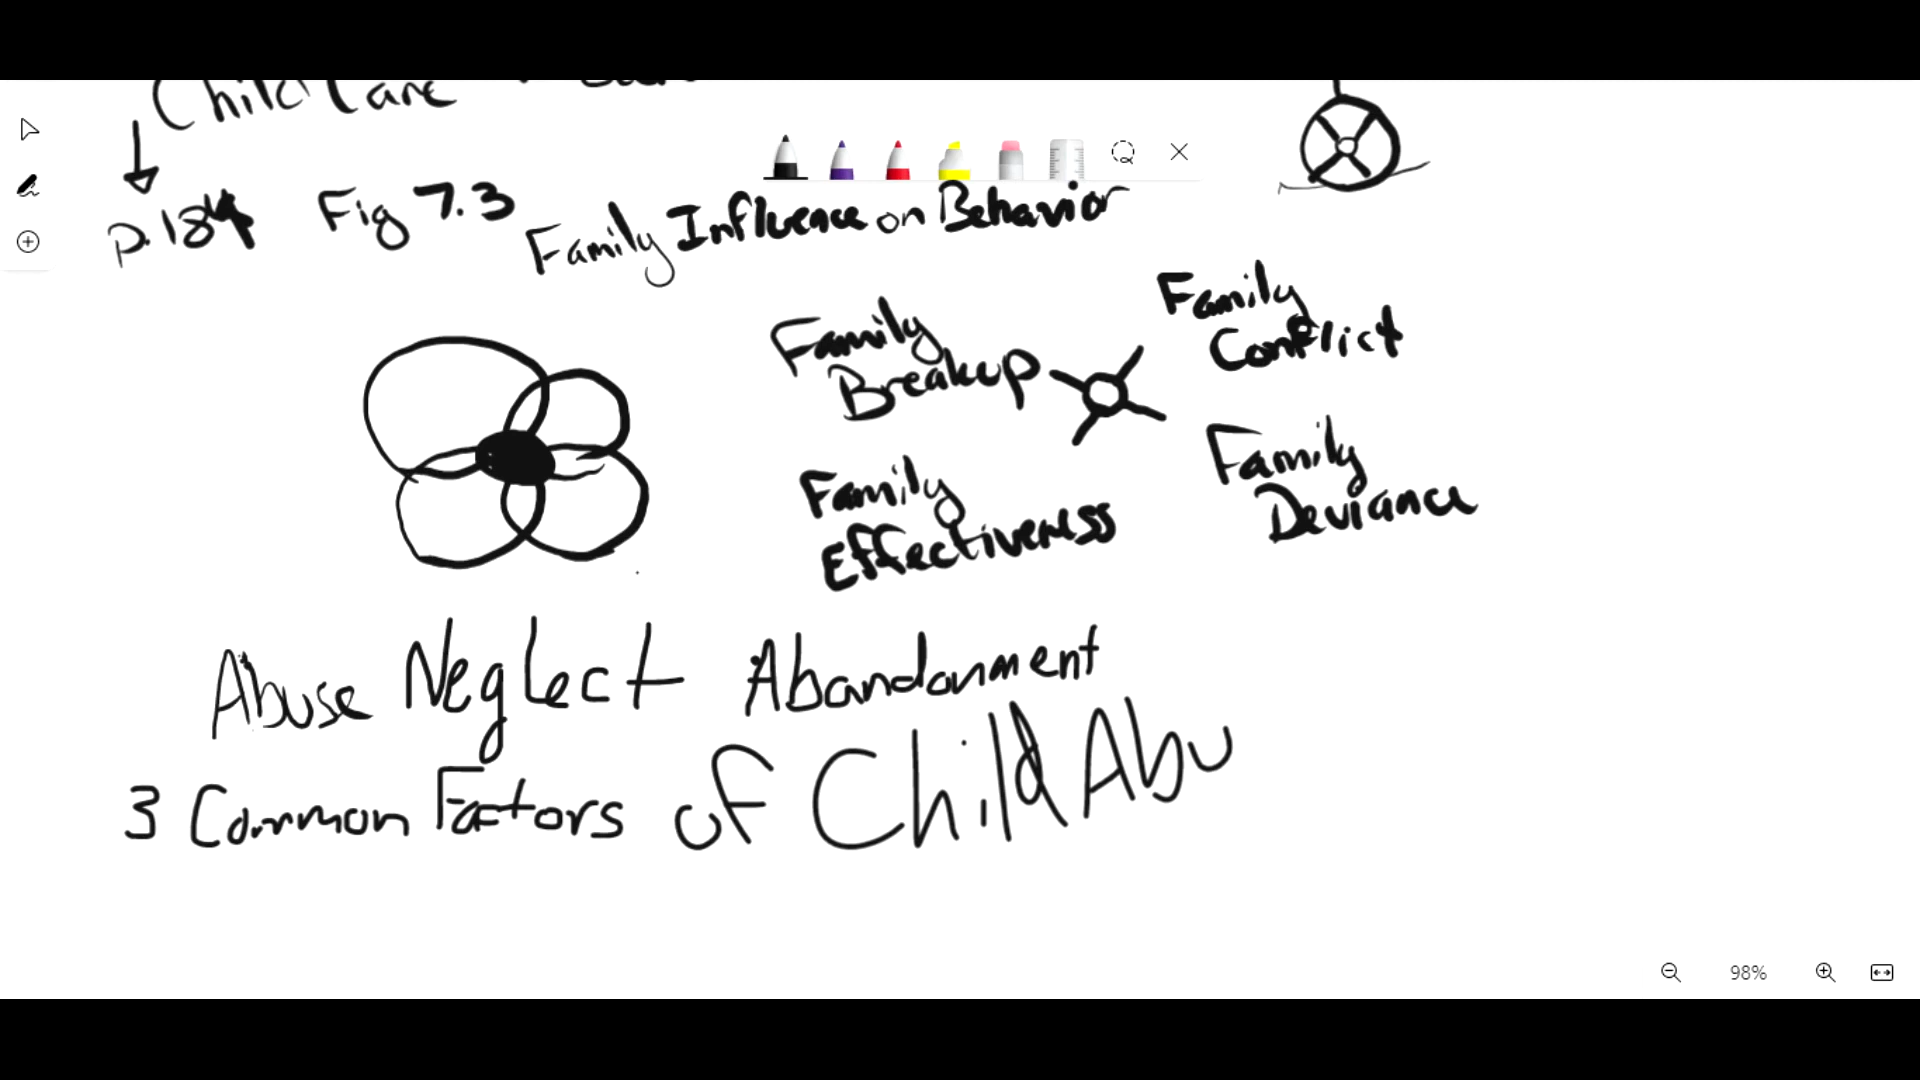 Child Care
p. 184 Fig 7.3 Family Influence on Behavior
Family Breakup
Family Conflict
Family Effectiveness
Family Deviance
Abuse Neglect Abandonment
3 Common Factors of Child Abu
98%